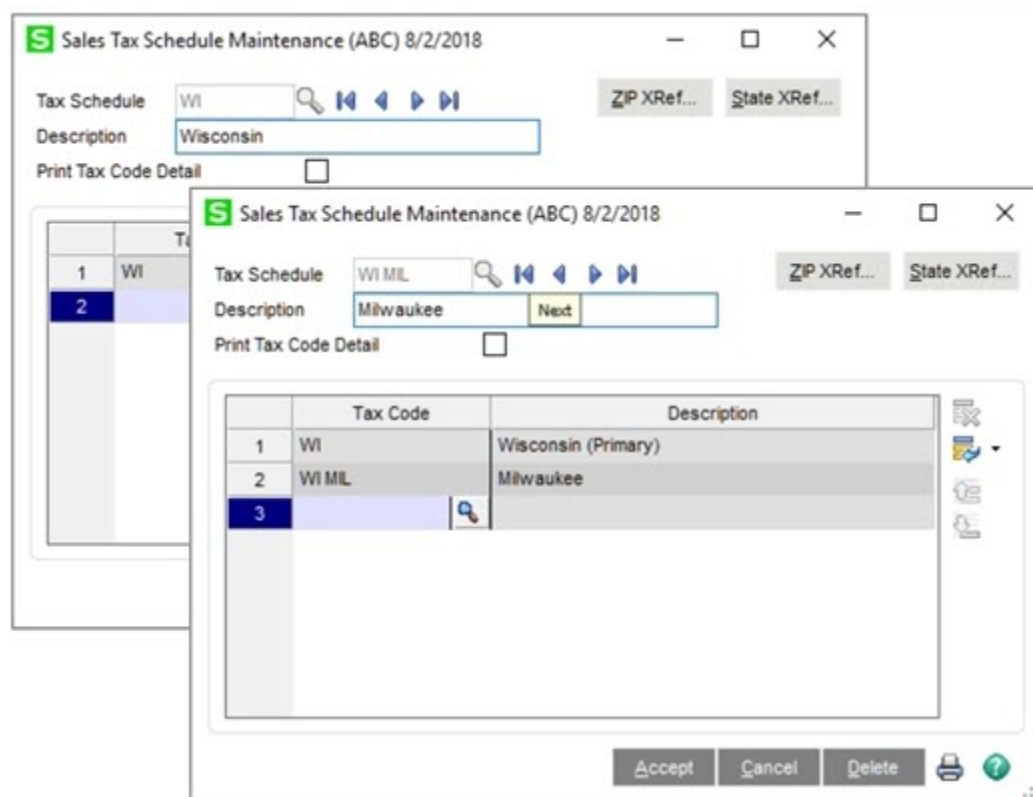 S Sales Tax Schedule Maintenance (ABC) 8/2/2018
Tax Schedule WI ZIP XRef... State XRef...
Description Wisconsin
Print Tax Code Detail
Ta
1 WI
2
S Sales Tax Schedule Maintenance (ABC) 8/2/2018
Tax Schedule WI MIL ZIP XRef... State XRef...
Description Milwaukee Next
Print Tax Code Detail
Tax Code Description
1 WI Wisconsin (Primary)
2 WI MIL Milwaukee
3
Accept Cancel Delete ?